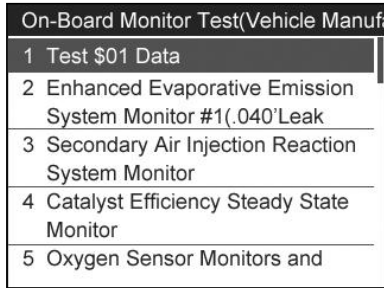 On-Board Monitor Test(Vehicle Manufa
1 Test $01 Data
2 Enhanced Evaporative Emission
System Monitor #1(.040'Leak
3 Secondary Air Injection Reaction
System Monitor
4 Catalyst Efficiency Steady State
Monitor
5 Oxygen Sensor Monitors and